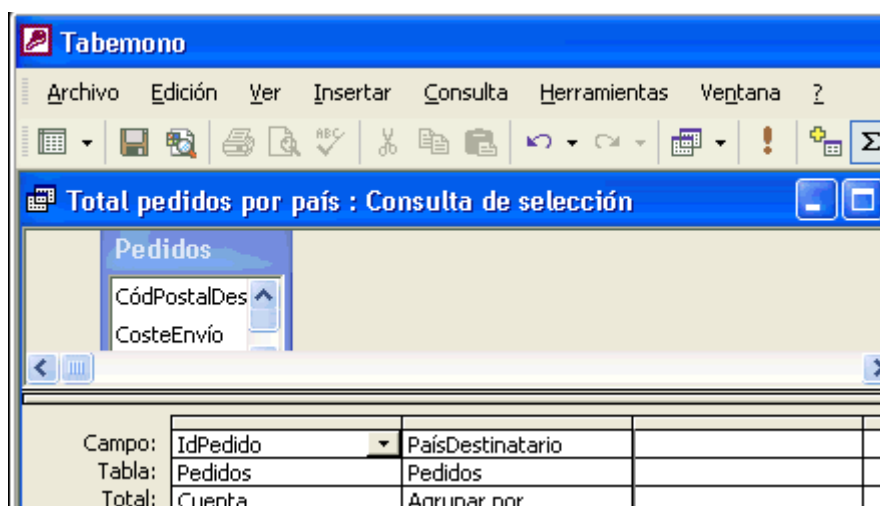 Tabemono
Archivo Edición Ver Insertar Consulta Herramientas Ventana ?
ABC Σ
Total pedidos por país : Consulta de selección
Pedidos
CódPostalDes
CosteEnvío
Campo: IdPedido PaísDestinatario
Tabla: Pedidos Pedidos
Total: Cuenta Agrupar por